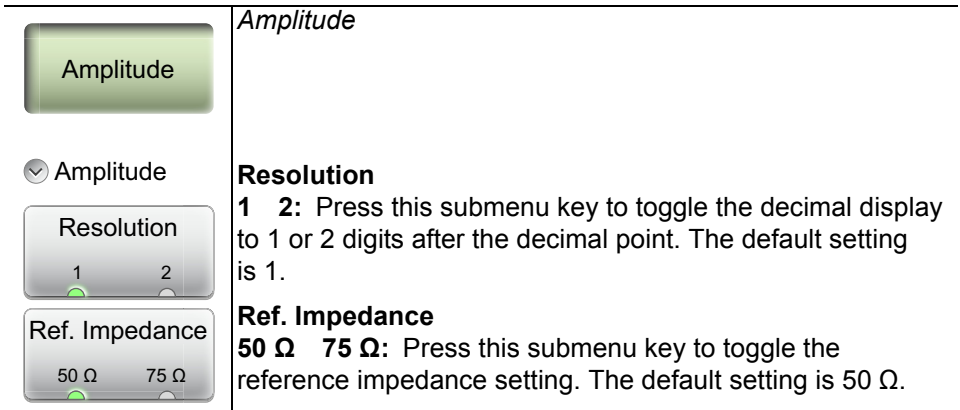 Amplitude
Amplitude
Amplitude
Resolution
1 2
Ref. Impedance
50 Ω 75 Ω
Resolution
1 2: Press this submenu key to toggle the decimal display
to 1 or 2 digits after the decimal point. The default setting
is 1.
Ref. Impedance
50 Ω 75 Ω: Press this submenu key to toggle the
reference impedance setting. The default setting is 50 Ω.